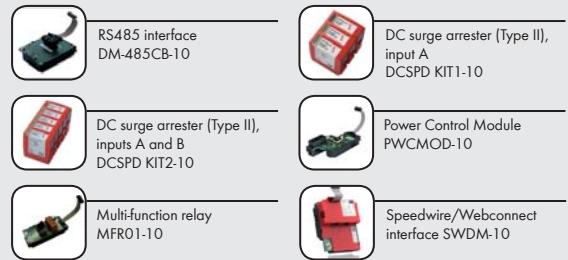 RS485 interface
DM-485CB-10
DC surge arrester (Type II),
input A
DCSPD KIT1-10
DC surge arrester (Type II),
inputs A and B
DCSPD KIT2-10
Power Control Module
PWCMOD-10
Multi-function relay
MFR01-10
Speedwire/Webconnect
interface SWDM-10